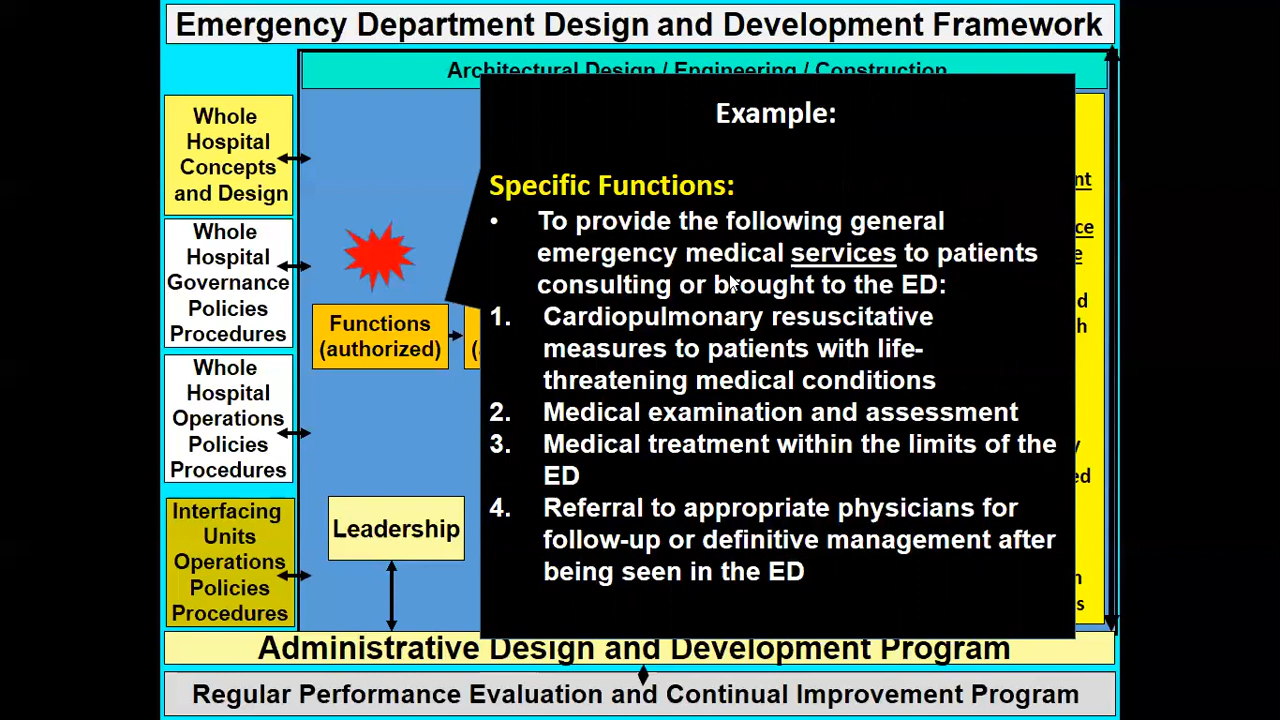 Emergency Department Design and Development Framework
Architectural Design / Engineering / Construction
Whole
Hospital
Concepts
and Design
Whole
Hospital
Governance
Policies
Procedures
Whole
Hospital
Operations
Policies
Procedures
Interfacing
Units
Operations
Policies
Procedures
Functions
(authorized)
Leadership
Example:
Specific Functions:
• To provide the following general
emergency medical services to patients
consulting or brought to the ED:
1. Cardiopulmonary resuscitative
measures to patients with life-
threatening medical conditions
2. Medical examination and assessment
3. Medical treatment within the limits of the
ED
4. Referral to appropriate physicians for
follow-up or definitive management after
being seen in the ED
Administrative Design and Development Program
Regular Performance Evaluation and Continual Improvement Program